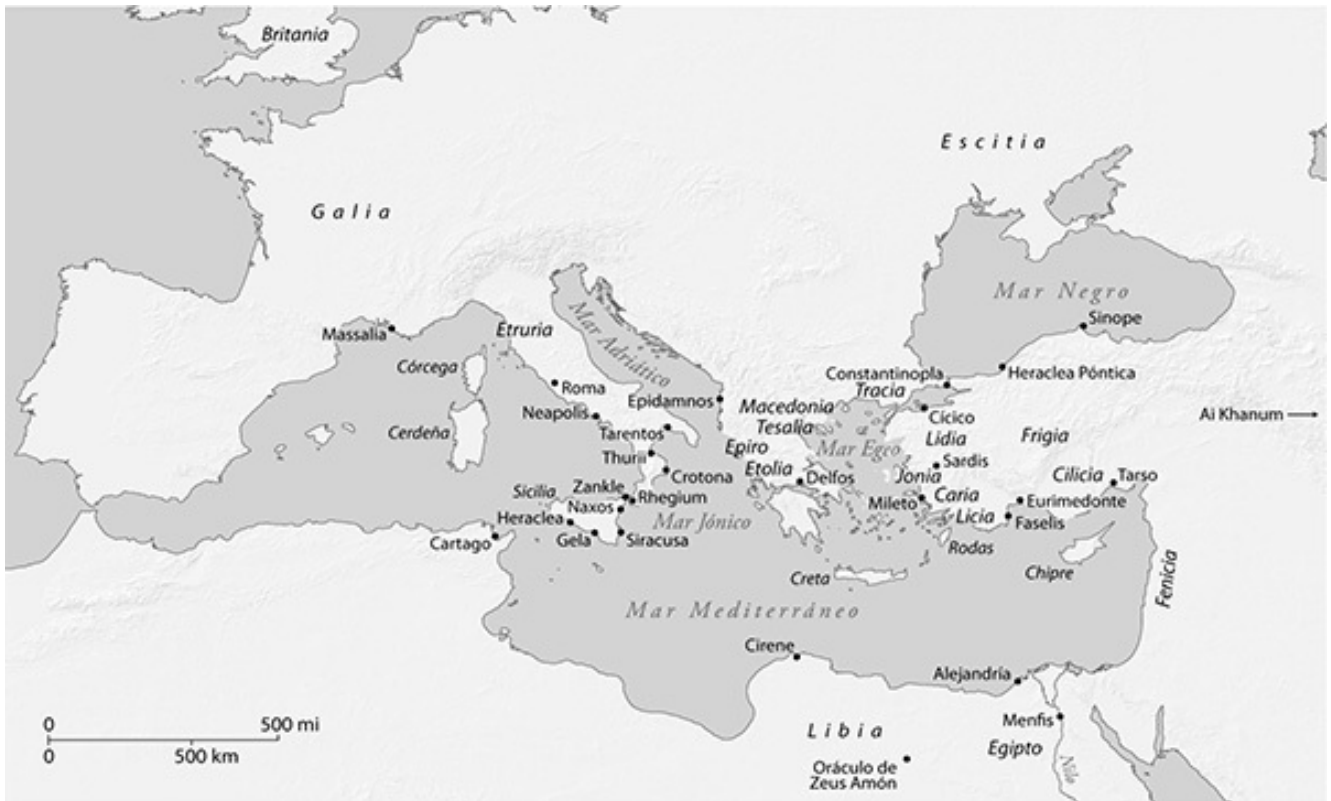 Britania
Escitia
Galia
Mar Negro
Sinope
Massalia
Etruria
Mar Adriático
Córcega
Roma
Constantinopla
Heraclea Póntica
Tracia
Epidamnos
Macedonia
Neapolis
Cícico
Ai Khanum
Tesalia
Cerdeña
Tarentos
Lidia
Frigia
Epiro
Mar Egeo
Thurii
Crotona
Etolia
Delfos
Sardis
Jonia
Cilicia
Tarso
Zankle
Sicilia
Rhegium
Mileto
Caria
Eurimedonte
Naxos
Heraclea
Mar Jónico
Licia
Faselis
Cartago
Gela
Siracusa
Rodas
Chipre
Creta
Fenicia
Mar Mediterráneo
Cirene
Alejandría
0 500 mi
0 500 km
Libia
Menfis
Egipto
Nilo
Oráculo de
Zeus Amón